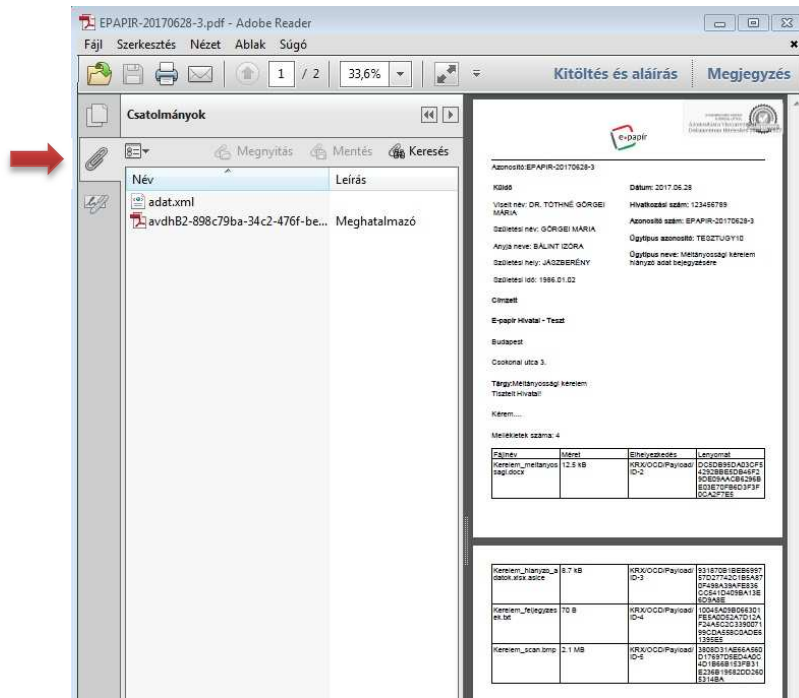 EPAPIR-20170628-3.pdf - Adobe Reader
Fájl Szerkesztés Nézet Ablak Súgó
1 / 2 33,6% Kitöltés és aláírás Megjegyzés
Csatolmányok
Megnyitás Mentés Keresés
Név Leírás
adat.xml
avdhB2-898c79ba-34c2-476f-be... Meghatalmazó
e-papír
Azonosító:EPAPIR-20170628-3
Küldő
Viselt név: DR. TÓTHNÉ GÖRGEI
MÁRIA
Születési név: GÖRGEI MÁRIA
Anyja neve: BÁLINT IZÓRA
Születési hely: JÁSZBERÉNY
Születési idő: 1986.01.02
Dátum: 2017.06.28
Hivatkozási szám: 123456789
Azonosító szám: EPAPIR-20170628-3
Ügytípus azonosító: TESZTUGY10
Ügytípus neve: Méltányossági kérelem
hiányzó adat bejegyzésére
Címzett
E-papír Hivatal - Teszt
Budapest
Csokonai utca 3.
Tárgy:Méltányossági kérelem
Tisztelt Hivatal!
Kérem....
Mellékletek száma: 4
Fájlnév Méret Elhelyezkedés Lenyomat
Kerelem_meltanyos 12.5 kB KRX/OCD/Payload/
sagi.docx ID-2
Kerelem_hianyzo_a 8.7 kB KRX/OCD/Payload/
datok.xlsx.asice ID-3
Kerelem_feljegyzes 70 B KRX/OCD/Payload/
ek.txt ID-4
Kerelem_scan.bmp 2.1 MB KRX/OCD/Payload/
ID-5